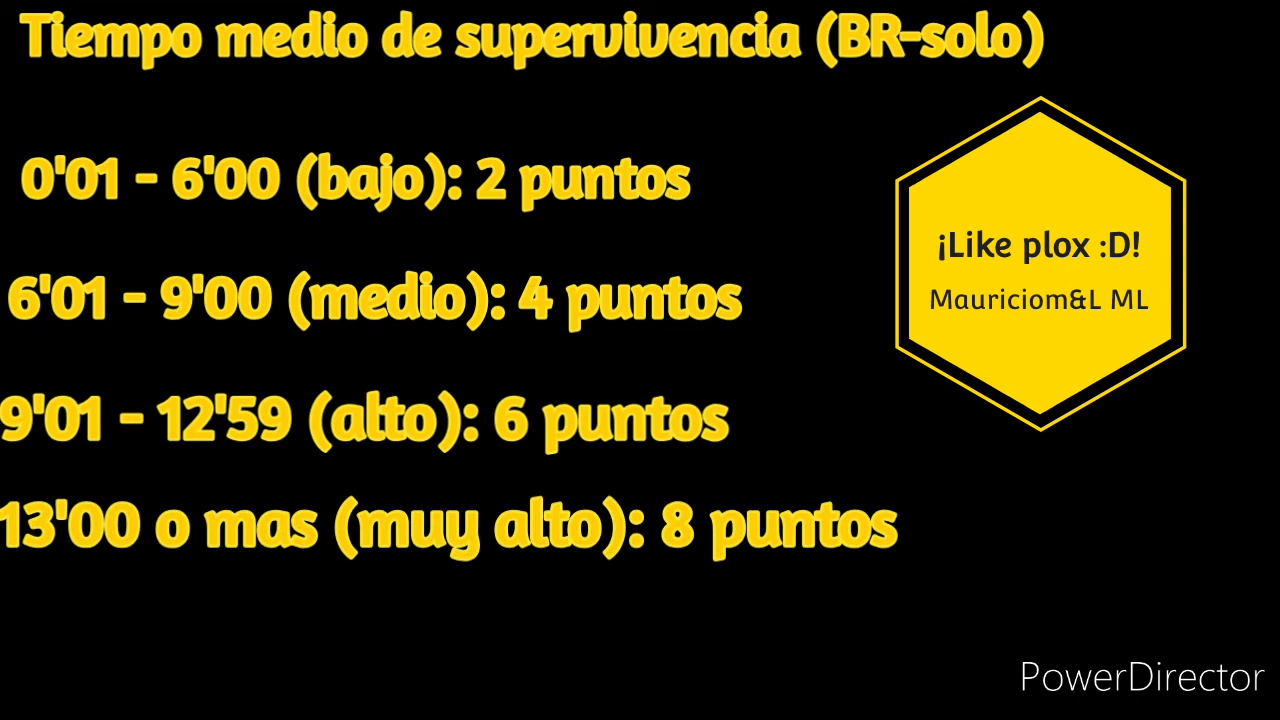 Tiempo medio de supervivencia (BR-solo)
0'01 - 6'00 (bajo): 2 puntos
6'01 - 9'00 (medio): 4 puntos
9'01 - 12'59 (alto): 6 puntos
13'00 o mas (muy alto): 8 puntos
¡Like plox :D!
Mauriciom&L ML
PowerDirector